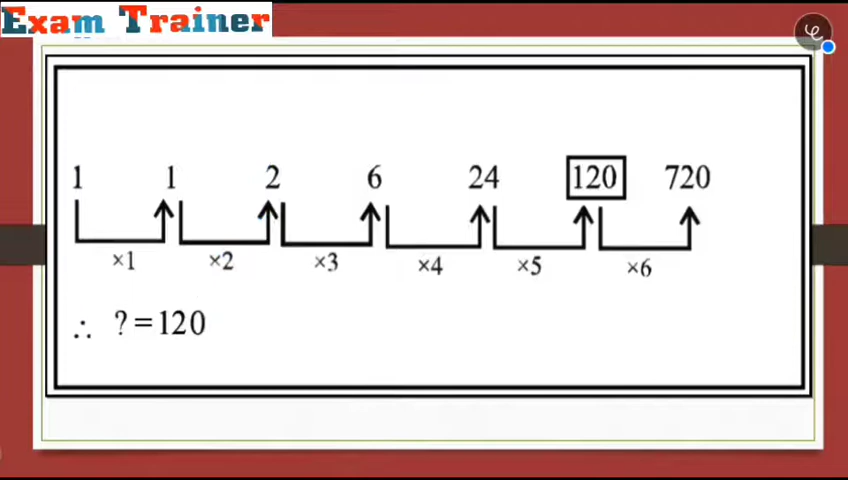 Exam Trainer
1 1 2 6 24 120 720
×1 ×2 ×3 ×4 ×5 ×6
∴ ? = 120